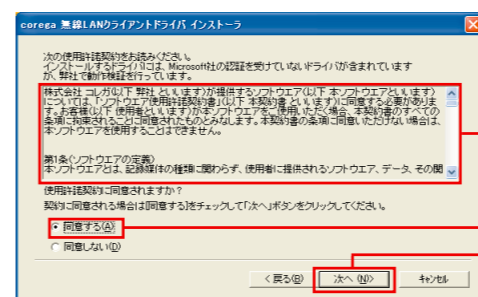 corega 無線LANクライアントドライバ インストーラ
次の使用許諾契約をお読みください。
インストールするドライバには、Microsoft社の認証を受けていないドライバが含まれています
が、弊社で動作検証を行っています。
株式会社 コレガ(以下 弊社 といいます)が提供するソフトウエア(以下 本ソフトウエアといいます)
については、「ソフトウエア使用許諾契約書」(以下 本契約書 といいます)に同意する必要がありま
す。お客様(以下 使用者といいます)が本ソフトウエアをご使用いただく場合、本契約書のすべての
条項に拘束されることに同意されたものとみなします。本契約書の条項に同意いただけない場合は、
本ソフトウエアを使用することはできません。
第1条(ソフトウエアの定義)
本ソフトウエアとは、記録媒体の種類に関わらず、使用者に提供されるソフトウエア、データ、その関
使用許諾契約に同意されますか?
契約に同意される場合は[同意する]をチェックして「次へ」ボタンをクリックしてください。
同意する(A)
同意しない(D)
< 戻る(B)
次へ (N)>
キャンセル